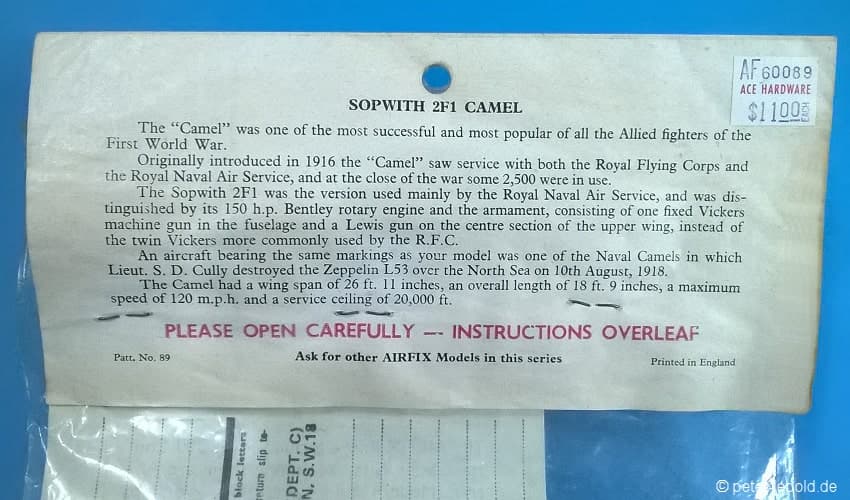 AF60089
ACE HARDWARE
$1100 EACH
SOPWITH 2F1 CAMEL
The “Camel” was one of the most successful and most popular of all the Allied fighters of the
First World War.
Originally introduced in 1916 the “Camel” saw service with both the Royal Flying Corps and
the Royal Naval Air Service, and at the close of the war some 2,500 were in use.
The Sopwith 2F1 was the version used mainly by the Royal Naval Air Service, and was dis-
tinguished by its 150 h.p. Bentley rotary engine and the armament, consisting of one fixed Vickers
machine gun in the fuselage and a Lewis gun on the centre section of the upper wing, instead of
the twin Vickers more commonly used by the R.F.C.
An aircraft bearing the same markings as your model was one of the Naval Camels in which
Lieut. S. D. Cully destroyed the Zeppelin L53 over the North Sea on 10th August, 1918.
The Camel had a wing span of 26 ft. 11 inches, an overall length of 18 ft. 9 inches, a maximum
speed of 120 m.p.h. and a service ceiling of 20,000 ft.
PLEASE OPEN CAREFULLY — INSTRUCTIONS OVERLEAF
Patt. No. 89
Ask for other AIRFIX Models in this series
Printed in England
block letters
slip to-
DEPT. C)
N, S.W.18